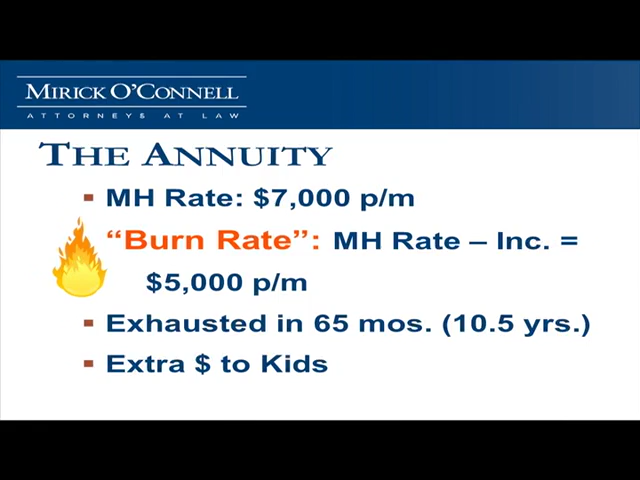 MIRICK O'CONNELL
ATTORNEYS AT LAW
THE ANNUITY
MH Rate: $7,000 p/m
“Burn Rate”: MH Rate – Inc. =
$5,000 p/m
Exhausted in 65 mos. (10.5 yrs.)
Extra $ to Kids